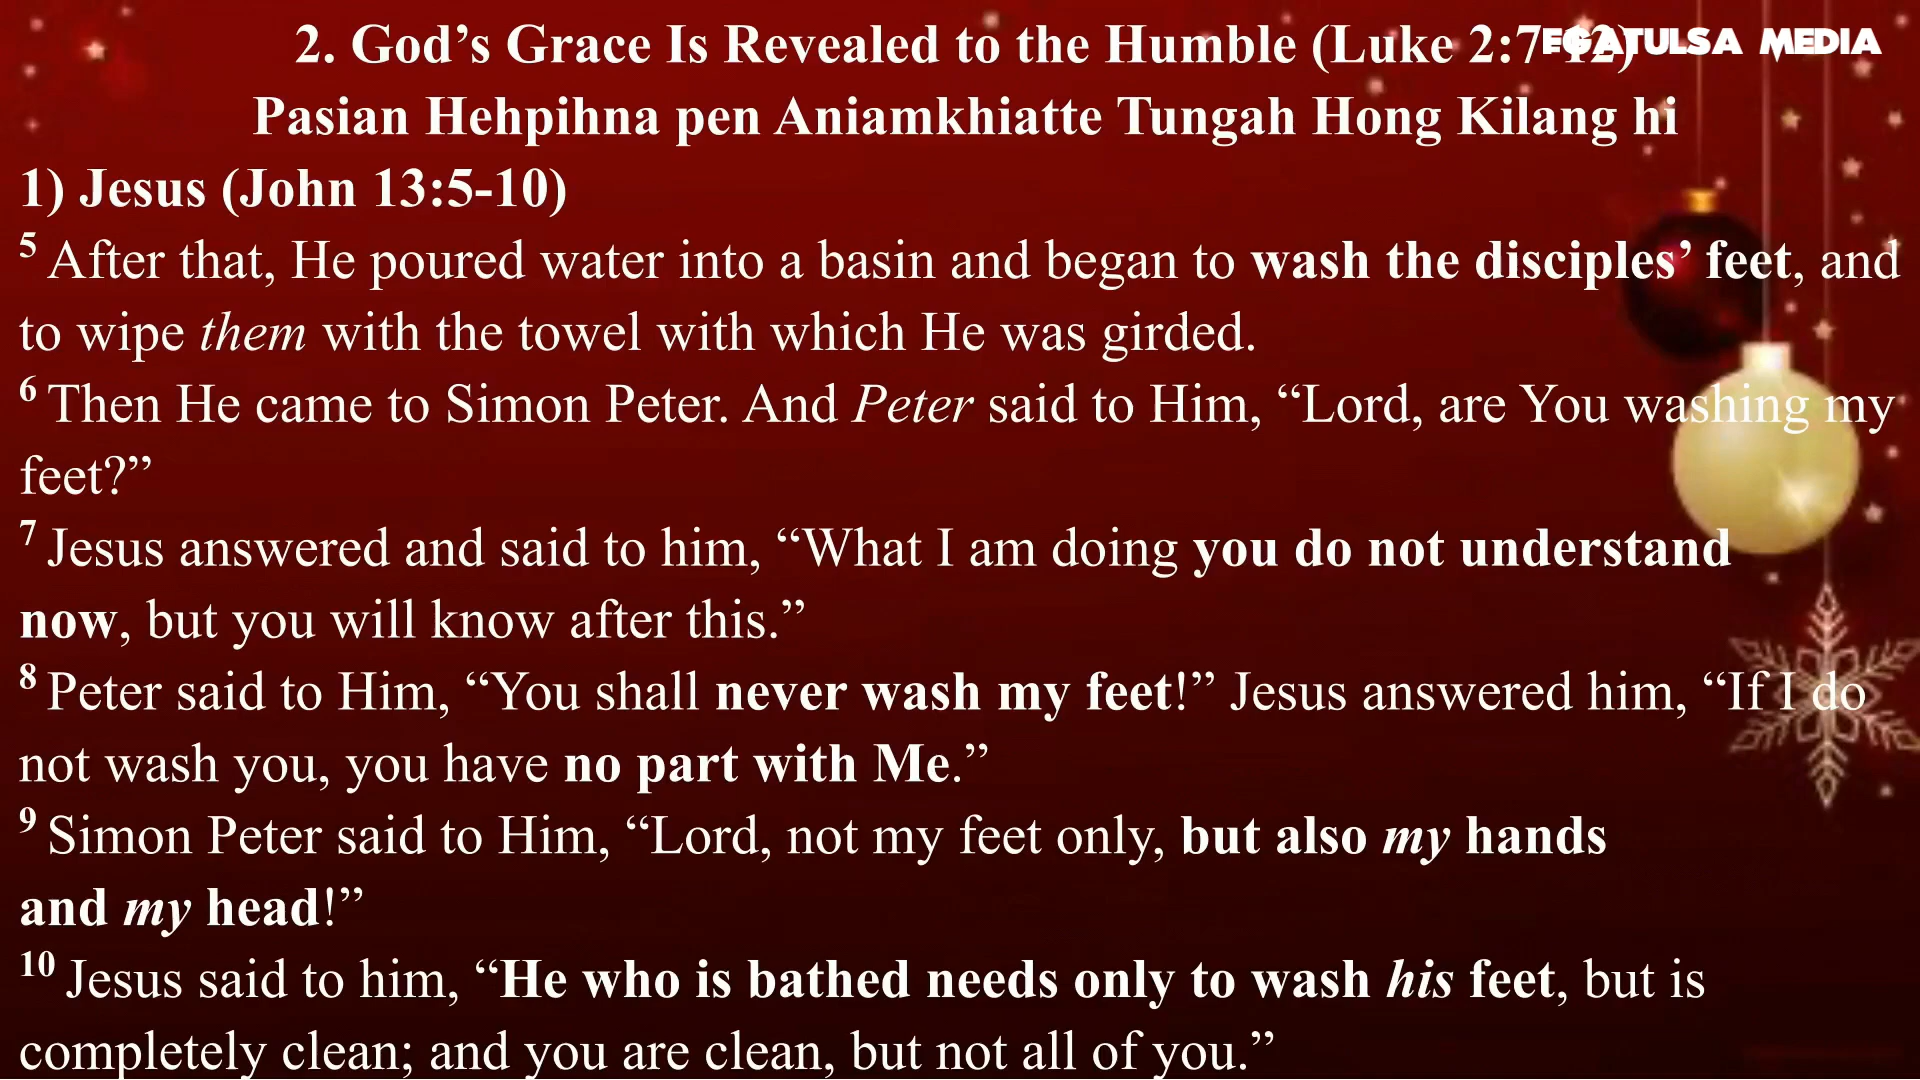 2. God’s Grace Is Revealed to the Humble (Luke 2:7-12)
EGATULSA MEDIA
Pasian Hehpihna pen Aniamkhiatte Tungah Hong Kilang hi
1) Jesus (John 13:5-10)
5 After that, He poured water into a basin and began to wash the disciples’ feet, and
to wipe them with the towel with which He was girded.
6 Then He came to Simon Peter. And Peter said to Him, “Lord, are You washing my
feet?”
7 Jesus answered and said to him, “What I am doing you do not understand
now, but you will know after this.”
8 Peter said to Him, “You shall never wash my feet!” Jesus answered him, “If I do
not wash you, you have no part with Me.”
9 Simon Peter said to Him, “Lord, not my feet only, but also my hands
and my head!”
10 Jesus said to him, “He who is bathed needs only to wash his feet, but is
completely clean; and you are clean, but not all of you.”